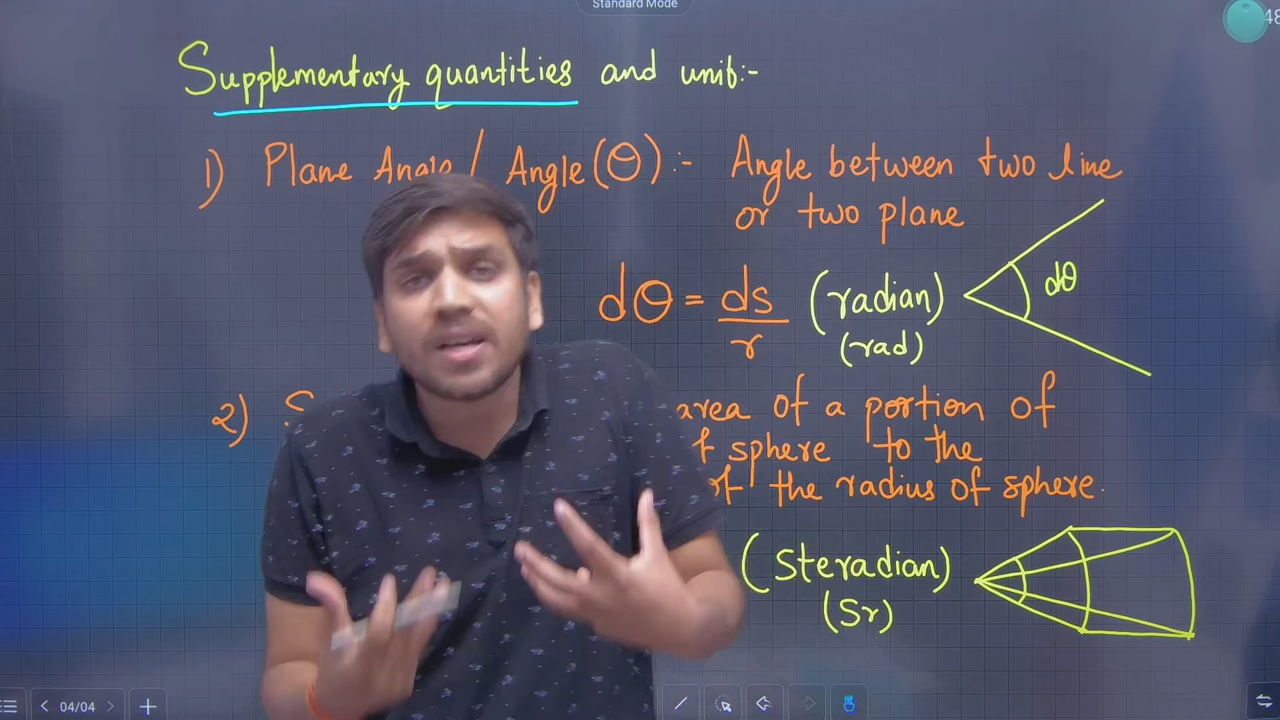 Standard Mode
48
Supplementary quantities and unit:-
1) Plane Angle / Angle (θ) :- Angle between two line
or two plane
dθ = ds/r (radian)
(rad)
dθ
2) S
area of a portion of
f sphere to the
of the radius of sphere.
(Steradian)
(Sr)
04/04